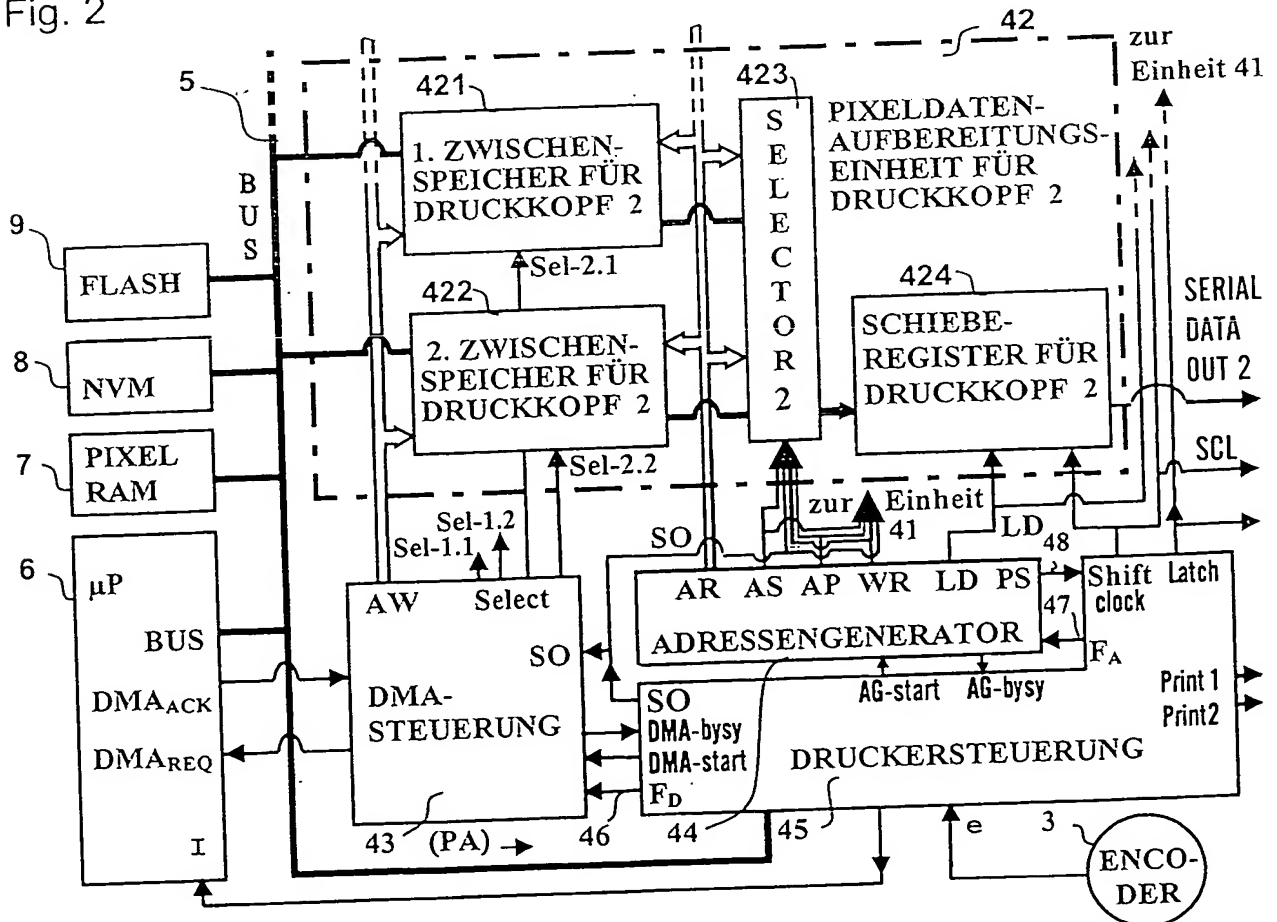 Fig. 2
42
zur
Einheit 41
5
421
423
BUS
1. ZWISCHEN-
SPEICHER FÜR
DRUCKKOPF 2
SELECTOR 2
PIXELDATEN-
AUFBEREITUNGS-
EINHEIT FÜR
DRUCKKOPF 2
9
FLASH
Sel-2.1
422
424
2. ZWISCHEN-
SPEICHER FÜR
DRUCKKOPF 2
SCHIEBE-
REGISTER FÜR
DRUCKKOPF 2
SERIAL
DATA
OUT 2
8
NVM
7
PIXEL
RAM
Sel-2.2
SCL
zur Einheit
41
Sel-1.2
Sel-1.1
SO
LD
48
6
µP
BUS
DMAACK
DMAREQ
I
AW
Select
SO
DMA-
STEUERUNG
43
(PA)
AR AS AP WR LD PS
ADRESSENGENERATOR
Shift
clock
Latch
47
FA
SO
AG-start
AG-bysy
DMA-bysy
DMA-start
FD
DRUCKERSTEUERUNG
Print 1
Print2
46
44
45
e
3
ENCO-
DER